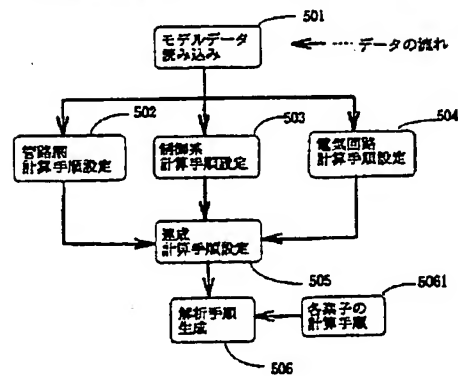 501
モデルデータ
読み込み
データの流れ
502
503
504
管路網
計算手順設定
制御系
計算手順設定
電気回路
計算手順設定
連成
計算手順設定
505
5061
解析手順
生成
各素子の
計算手順
506